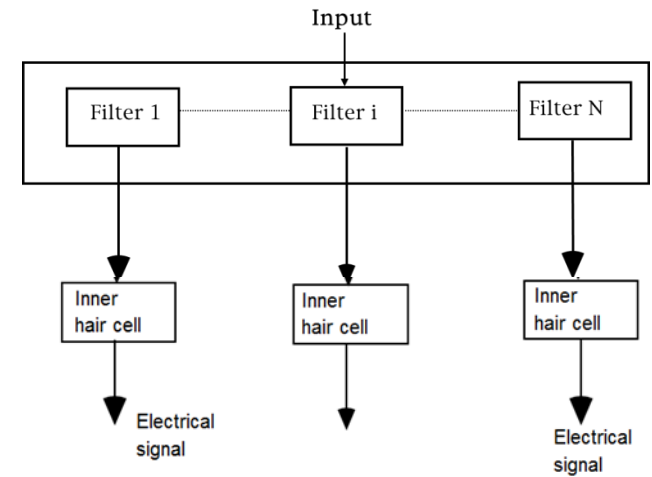 Input
Filter 1
Filter i
Filter N
Inner
hair cell
Inner
hair cell
Inner
hair cell
Electrical
signal
Electrical
signal